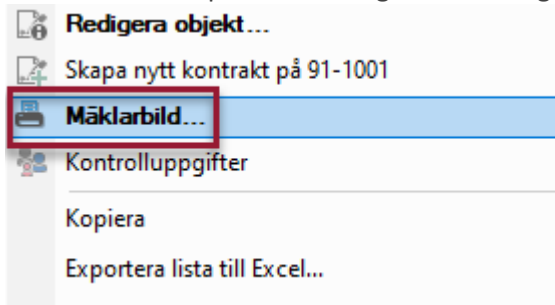 Redigera objekt...
Skapa nytt kontrakt på 91-1001
Mäklarbild...
Kontrolluppgifter
Kopiera
Exportera lista till Excel...